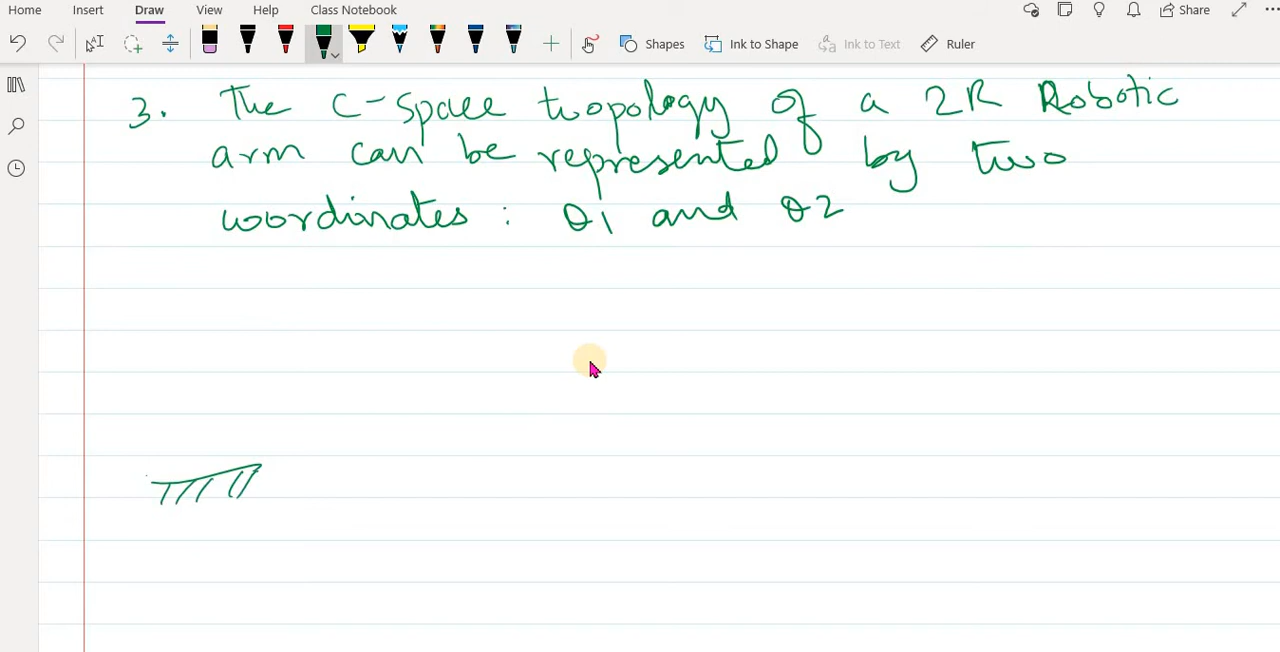 Home Insert Draw View Help Class Notebook
Share
Shapes Ink to Shape Ink to Text Ruler
3. The C-space topology of a 2R Robotic
arm can be represented by two
coordinates : θ1 and θ2